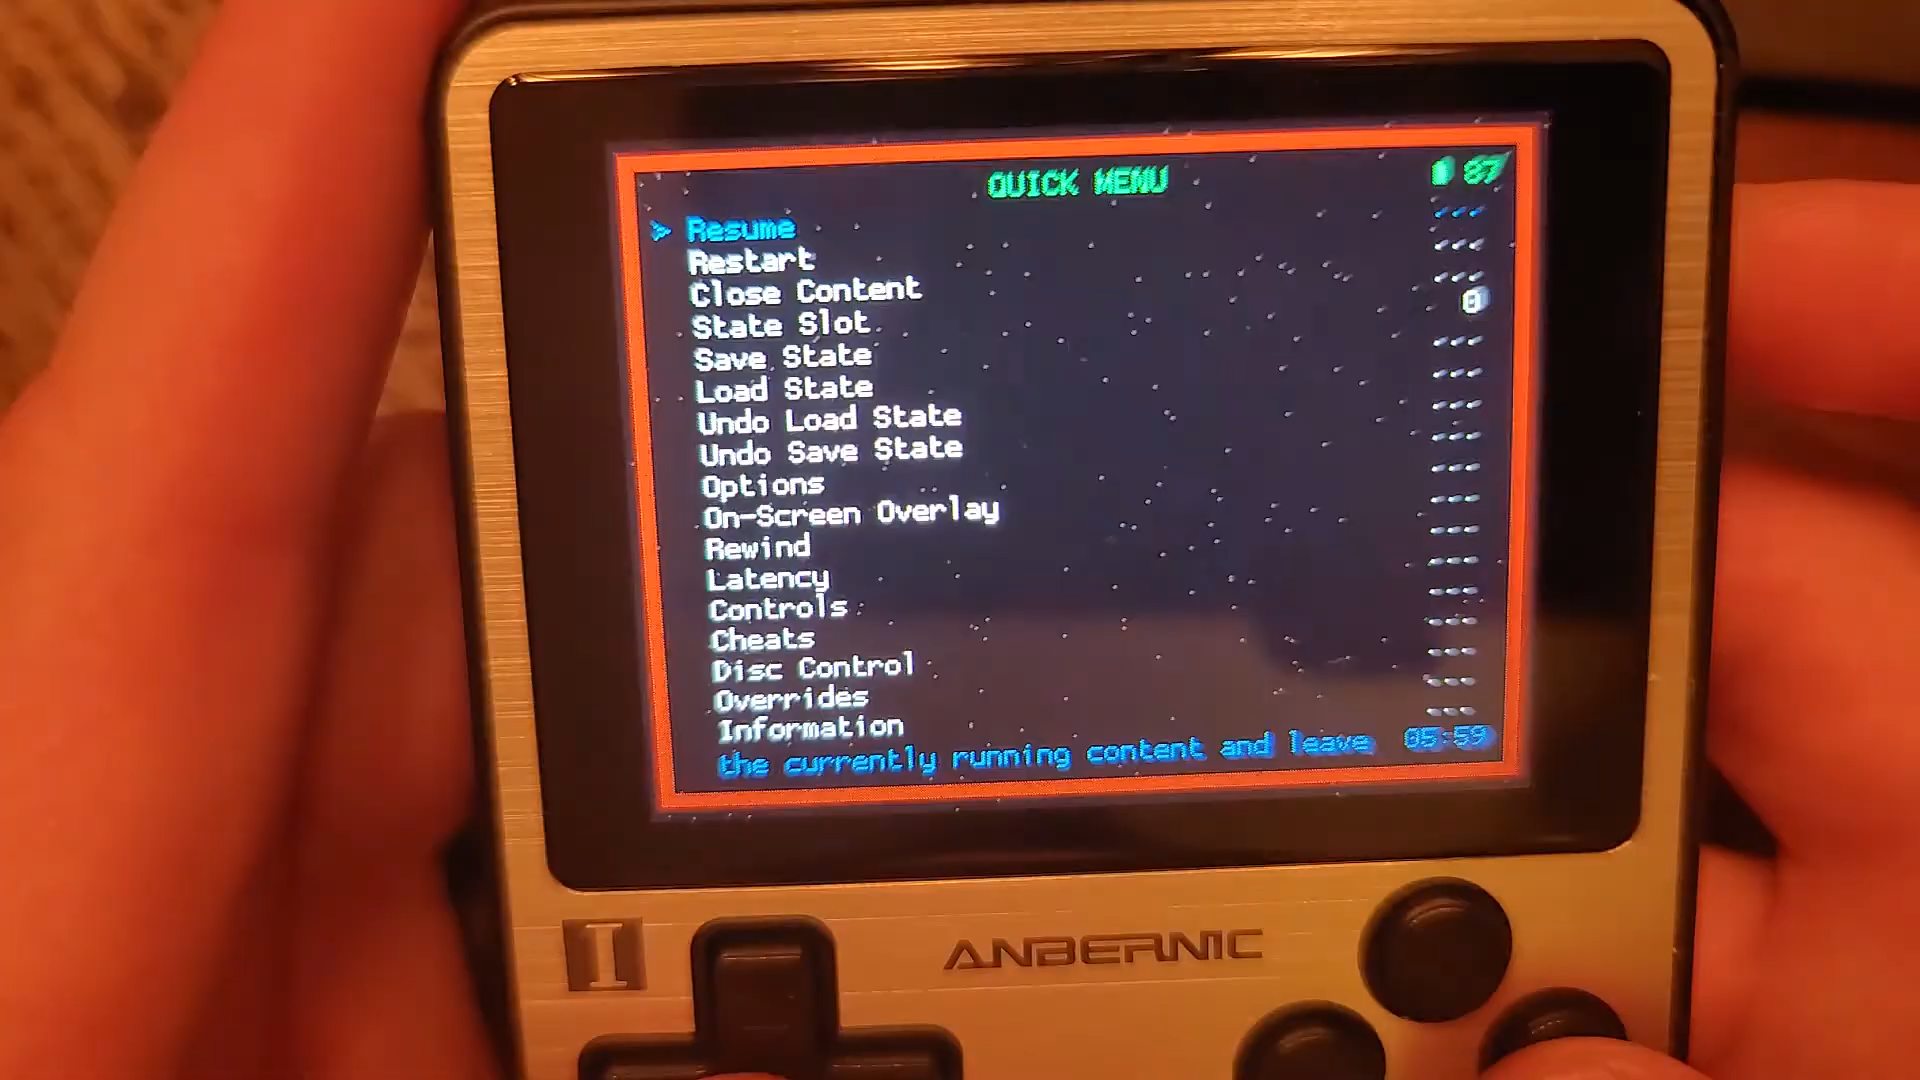 QUICK MENU 87
> Resume ...
Restart ...
Close Content ...
State Slot 0
Save State ...
Load State ...
Undo Load State ...
Undo Save State ...
Options ...
On-Screen Overlay ...
Rewind ...
Latency ...
Controls ...
Cheats ...
Disc Control ...
Overrides ...
Information ...
the currently running content and leave 05:59
I ANBERNIC